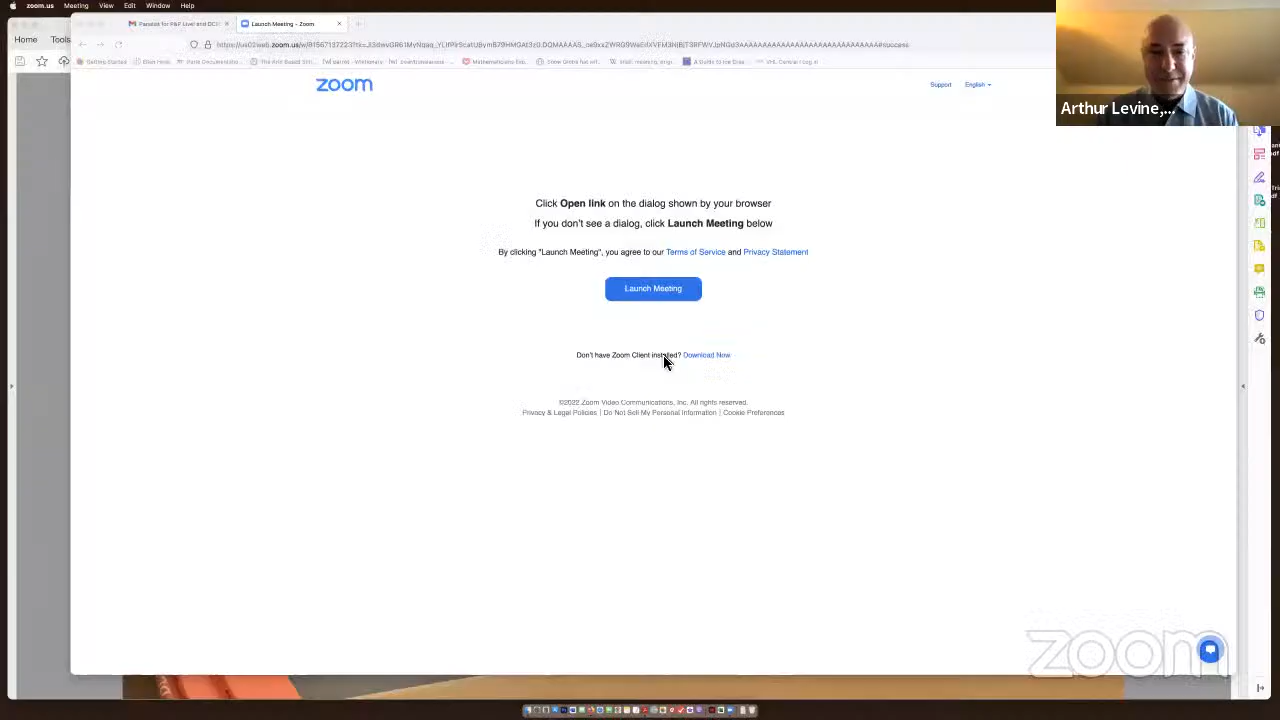 zoom.us Meeting View Edit Window Help
Launch Meeting - Zoom
Home Tools
Getting Started
zoom
Support English
Arthur Levine,...
Click Open link on the dialog shown by your browser
If you don't see a dialog, click Launch Meeting below
By clicking "Launch Meeting", you agree to our Terms of Service and Privacy Statement
Launch Meeting
Don't have Zoom Client installed? Download Now
©2022 Zoom Video Communications, Inc. All rights reserved.
Privacy & Legal Policies | Do Not Sell My Personal Information | Cookie Preferences
zoom